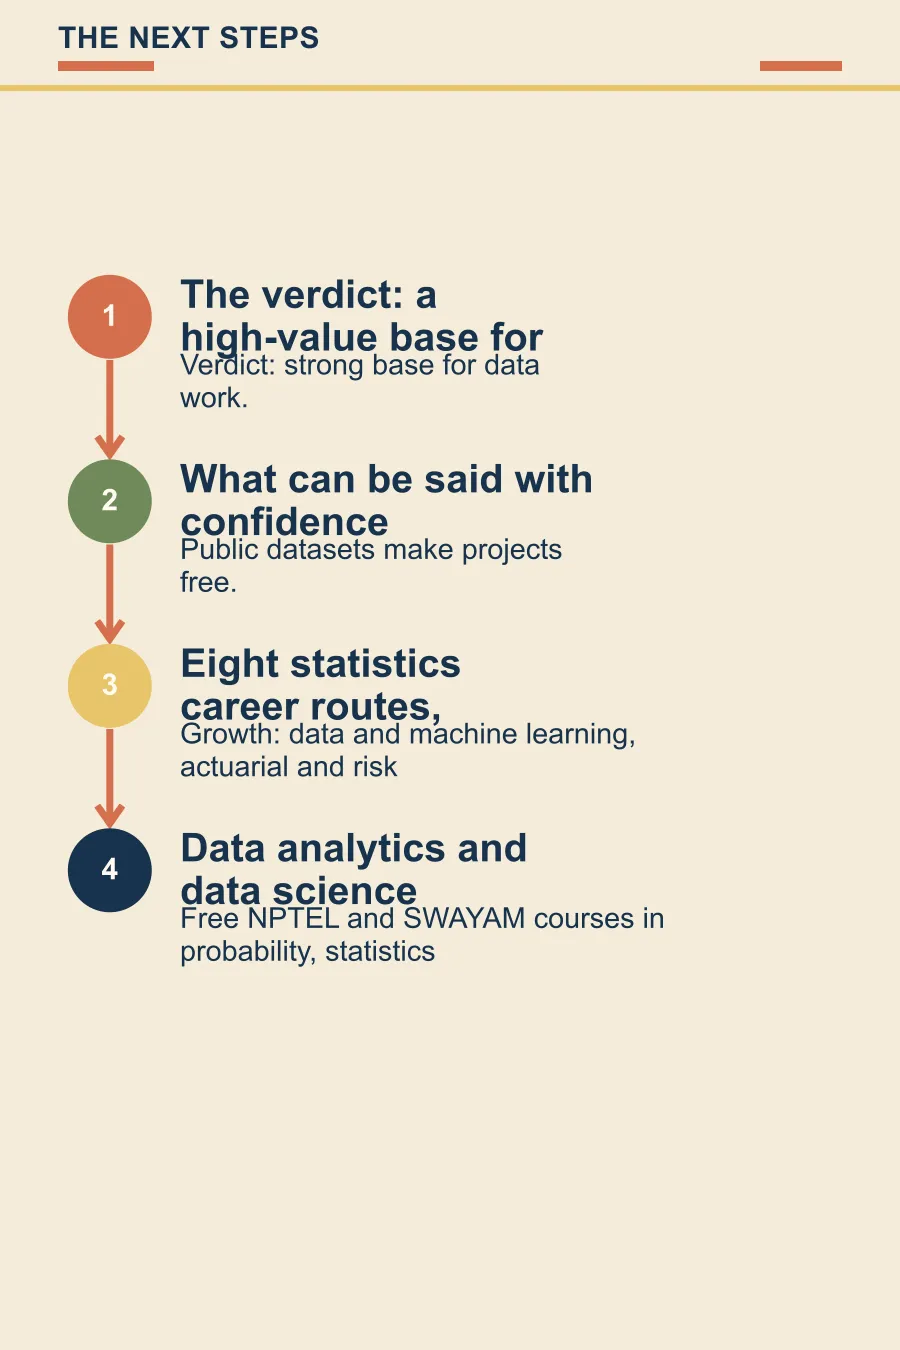 THE NEXT STEPS
1
The verdict: a
high-value base for
Verdict: strong base for data
work.
2
What can be said with
confidence
Public datasets make projects
free.
3
Eight statistics
career routes,
Growth: data and machine learning,
actuarial and risk
4
Data analytics and
data science
Free NPTEL and SWAYAM courses in
probability, statistics